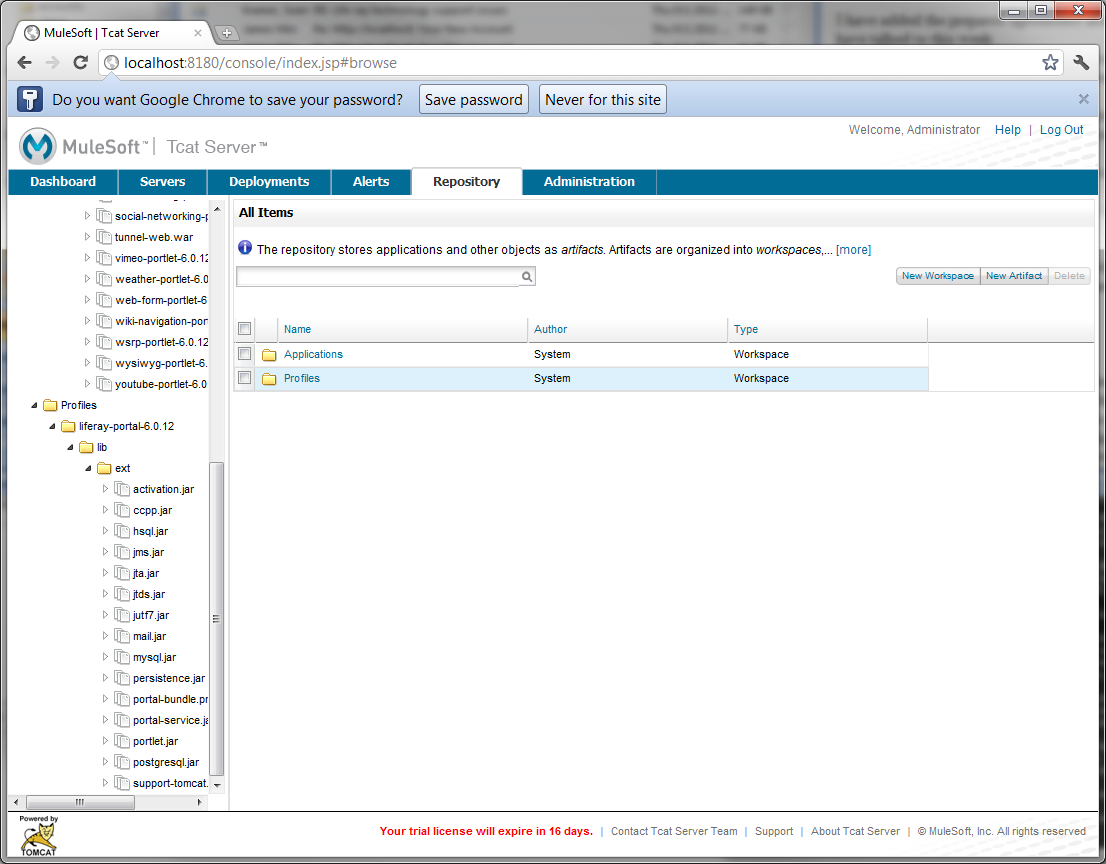 MuleSoft | Tcat Server
localhost:8180/console/index.jsp#browse
Do you want Google Chrome to save your password?
Save password
Never for this site
MuleSoft™ | Tcat Server™
Welcome, Administrator
Help | Log Out
Dashboard
Servers
Deployments
Alerts
Repository
Administration
social-networking-p
tunnel-web.war
vimeo-portlet-6.0.12
weather-portlet-6.0
web-form-portlet-6
wiki-navigation-port
wsrp-portlet-6.0.12
wysiwyg-portlet-6.
youtube-portlet-6.0
Profiles
liferay-portal-6.0.12
lib
ext
activation.jar
ccpp.jar
hsql.jar
jms.jar
jta.jar
jtds.jar
jutf7.jar
mail.jar
mysql.jar
persistence.jar
portal-bundle.pr
portal-service.ja
portlet.jar
postgresql.jar
support-tomcat.
All Items
The repository stores applications and other objects as artifacts. Artifacts are organized into workspaces,... [more]
New Workspace
New Artifact
Delete
Name
Author
Type
Applications
System
Workspace
Profiles
System
Workspace
Powered by
TOMCAT
Your trial license will expire in 16 days. | Contact Tcat Server Team | Support | About Tcat Server | © MuleSoft, Inc. All rights reserved